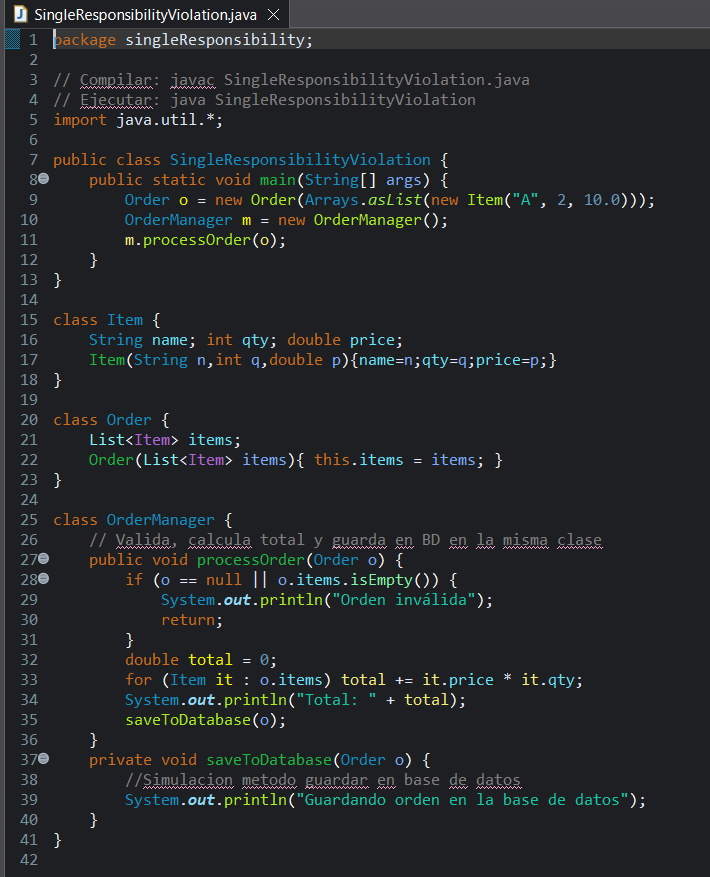 SingleResponsibilityViolation.java
1 package singleResponsibility;
2
3 // Compilar: javac SingleResponsibilityViolation.java
4 // Ejecutar: java SingleResponsibilityViolation
5 import java.util.*;
6
7 public class SingleResponsibilityViolation {
8 public static void main(String[] args) {
9 Order o = new Order(Arrays.asList(new Item("A", 2, 10.0)));
10 OrderManager m = new OrderManager();
11 m.processOrder(o);
12 }
13 }
14
15 class Item {
16 String name; int qty; double price;
17 Item(String n,int q,double p){name=n;qty=q;price=p;}
18 }
19
20 class Order {
21 List<Item> items;
22 Order(List<Item> items){ this.items = items; }
23 }
24
25 class OrderManager {
26 // Valida, calcula total y guarda en BD en la misma clase
27 public void processOrder(Order o) {
28 if (o == null || o.items.isEmpty()) {
29 System.out.println("Orden inválida");
30 return;
31 }
32 double total = 0;
33 for (Item it : o.items) total += it.price * it.qty;
34 System.out.println("Total: " + total);
35 saveToDatabase(o);
36 }
37 private void saveToDatabase(Order o) {
38 //Simulacion metodo guardar en base de datos
39 System.out.println("Guardando orden en la base de datos");
40 }
41 }
42